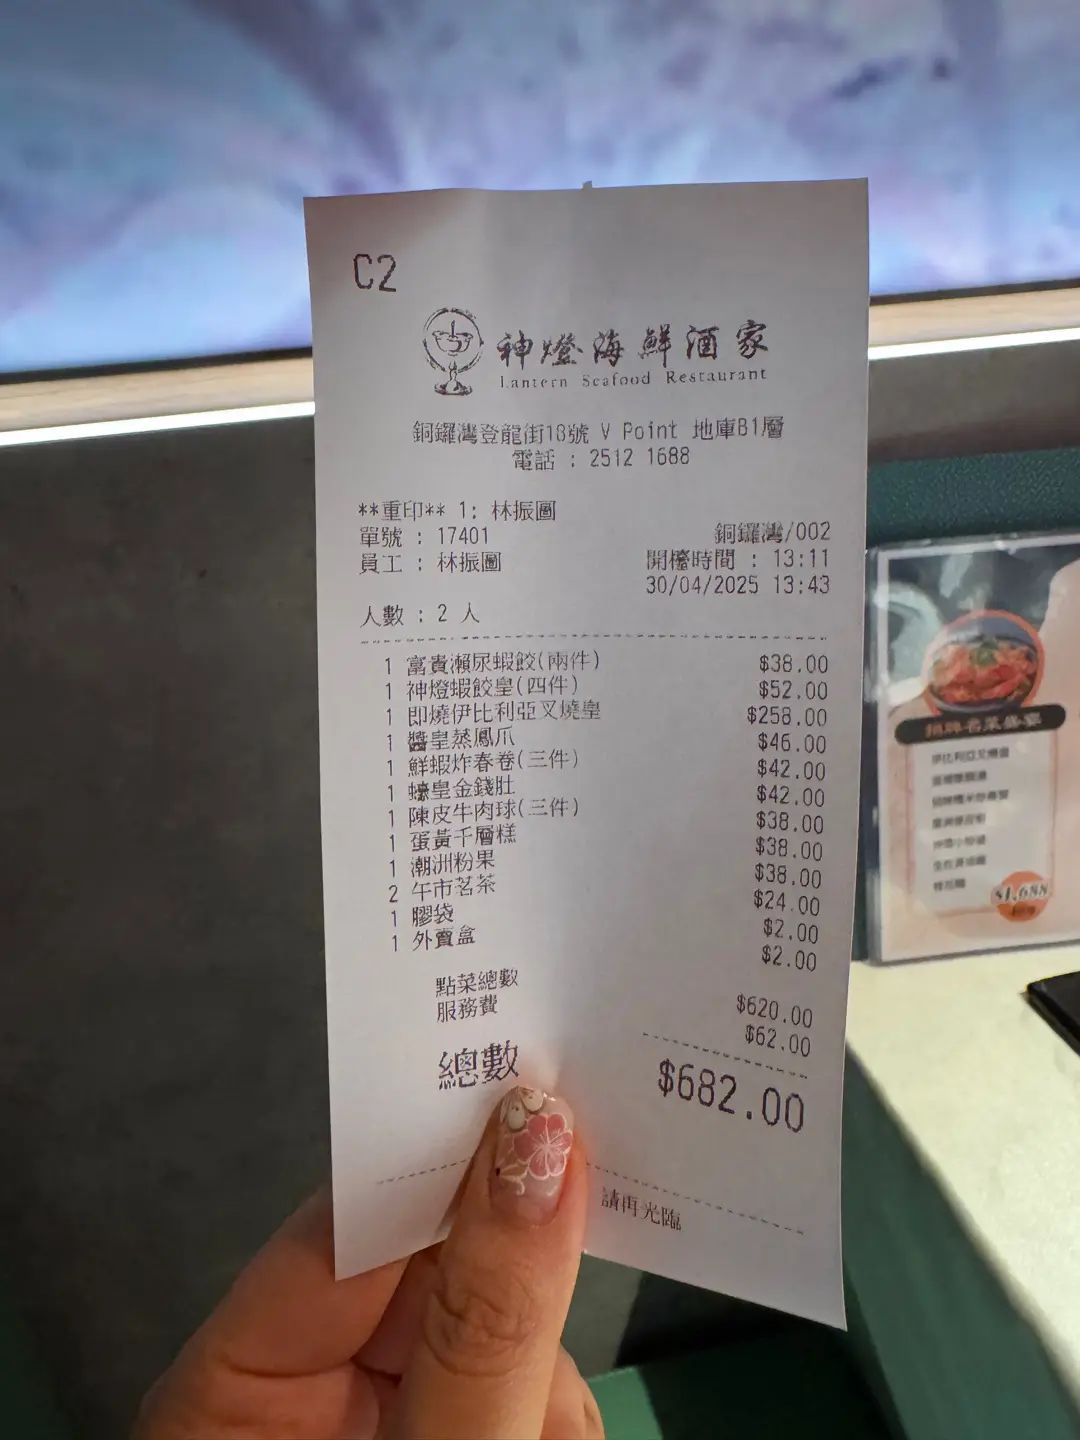 C2
神燈海鮮酒家
Lantern Seafood Restaurant
銅鑼灣登龍街18號 V Point 地庫B1層
電話 : 2512 1688
**重印** 1: 林振圖
單號 : 17401 銅鑼灣/002
員工 : 林振圖 開檯時間 : 13:11
30/04/2025 13:43
人數 : 2 人
1 富貴瀨尿蝦餃(兩件) $38.00
1 神燈蝦餃皇(四件) $52.00
1 即燒伊比利亞叉燒皇 $258.00
1 醬皇蒸鳳爪 $46.00
1 鮮蝦炸春卷(三件) $42.00
1 蠔皇金錢肚 $42.00
1 陳皮牛肉球(三件) $38.00
1 蛋黃千層糕 $38.00
1 潮洲粉果 $38.00
2 午市茗茶 $24.00
1 膠袋 $2.00
1 外賣盒 $2.00
點菜總數 $620.00
服務費 $62.00
總數 $682.00
請再光臨
伊比利亞叉燒皇
$1,688